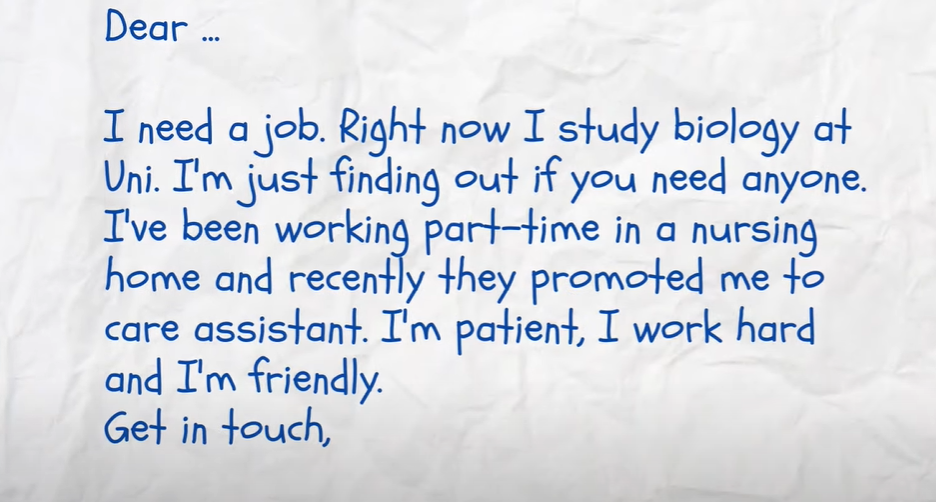 Dear ...
I need a job. Right now I study biology at
Uni. I'm just finding out if you need anyone.
I've been working part-time in a nursing
home and recently they promoted me to
care assistant. I'm patient, I work hard
and I'm friendly.
Get in touch,